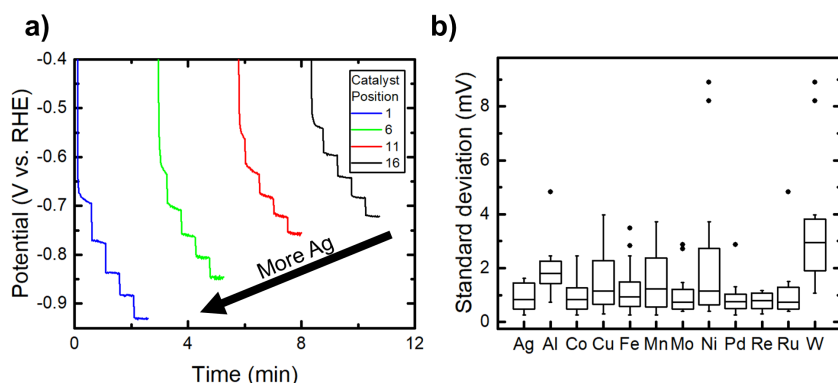 a)
-0.4
-0.5
-0.6
-0.7
-0.8
-0.9
Potential (V vs. RHE)
0
4
8
12
Time (min)
Catalyst
Position
1
6
11
16
More Ag
b)
8
6
4
2
0
Standard deviation (mV)
Ag Al Co Cu Fe Mn Mo Ni Pd Re Ru W